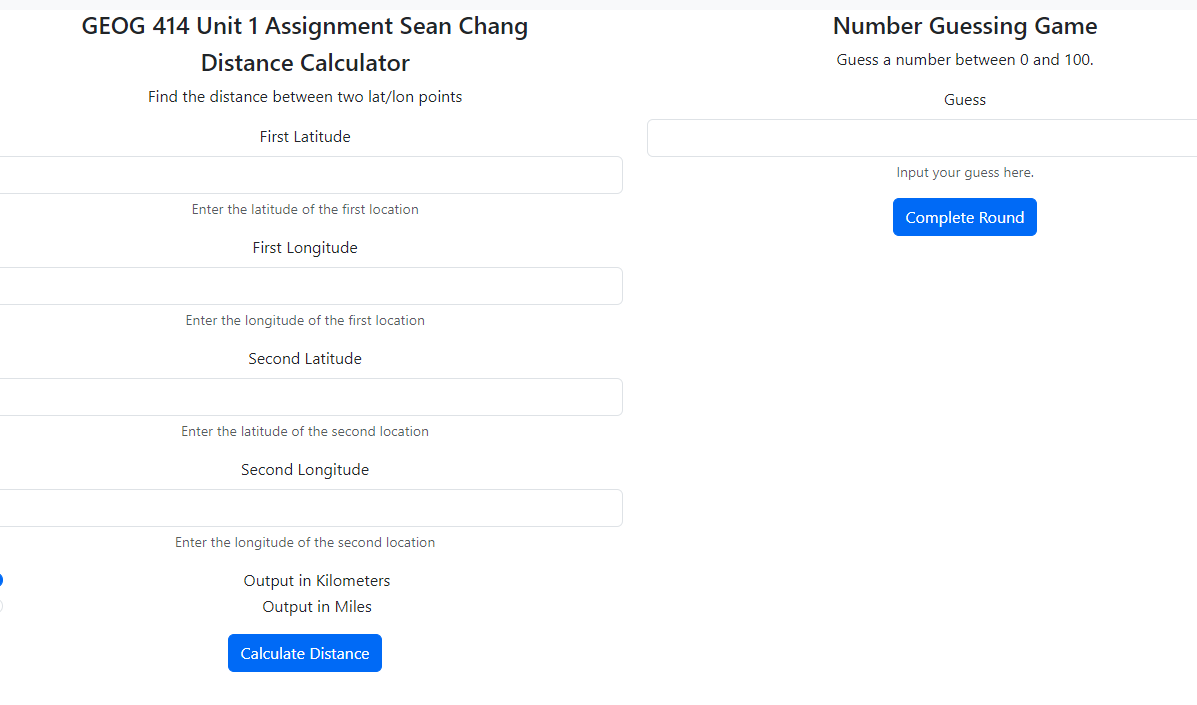 GEOG 414 Unit 1 Assignment Sean Chang
Distance Calculator
Find the distance between two lat/lon points
First Latitude
Enter the latitude of the first location
First Longitude
Enter the longitude of the first location
Second Latitude
Enter the latitude of the second location
Second Longitude
Enter the longitude of the second location
Output in Kilometers
Output in Miles
Calculate Distance
Number Guessing Game
Guess a number between 0 and 100.
Guess
Input your guess here.
Complete Round